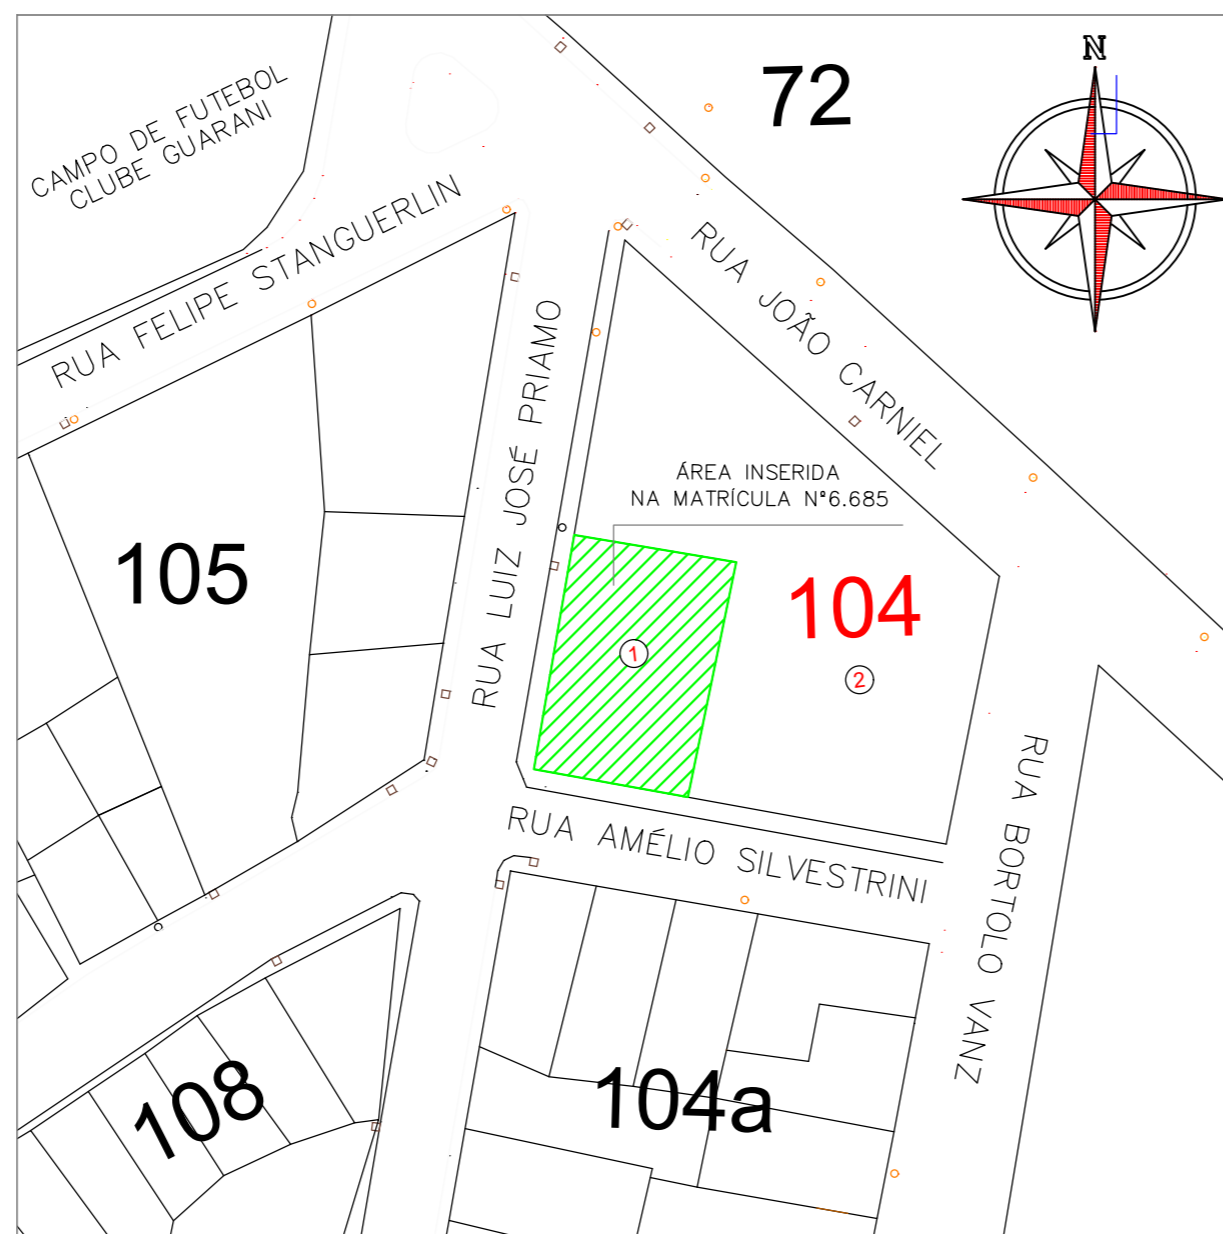 N
72
CAMPO DE FUTEBOL
CLUBE GUARANI
RUA FELIPE STANGUERLIN
RUA JOÃO CARNIEL
RUA LUIZ JOSÉ PRIAMO
ÁREA INSERIDA
NA MATRÍCULA Nº6.685
105
104
1
2
RUA AMÉLIO SILVESTRINI
RUA BORTOLO VANZ
108
104a